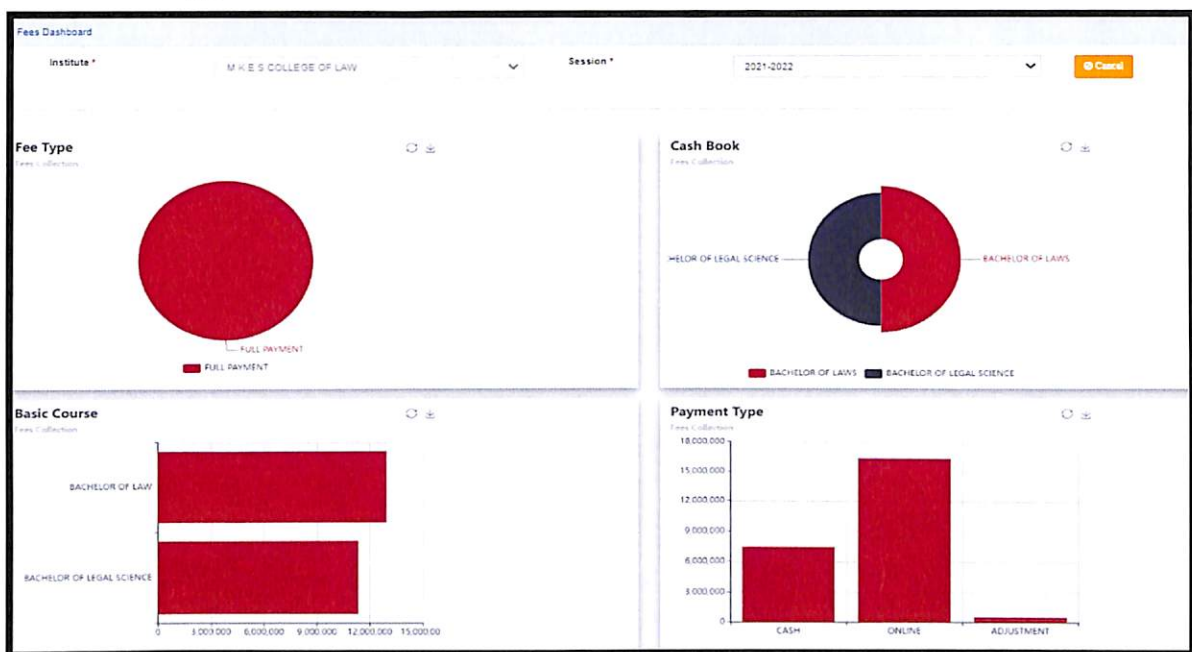 Fees Dashboard
Institute *
M K E S COLLEGE OF LAW
Session *
2021-2022
Cancel
Fee Type
Fees Collection
FULL PAYMENT
FULL PAYMENT
Cash Book
Fees Collection
HELOR OF LEGAL SCIENCE
BACHELOR OF LAWS
BACHELOR OF LAWS BACHELOR OF LEGAL SCIENCE
Basic Course
Fees Collection
BACHELOR OF LAW
BACHELOR OF LEGAL SCIENCE
0 3,000,000 6,000,000 9,000,000 12,000,000 15,000,00
Payment Type
Fees Collection
18,000,000
15,000,000
12,000,000
9,000,000
6,000,000
3,000,000
0
CASH ONLINE ADJUSTMENT